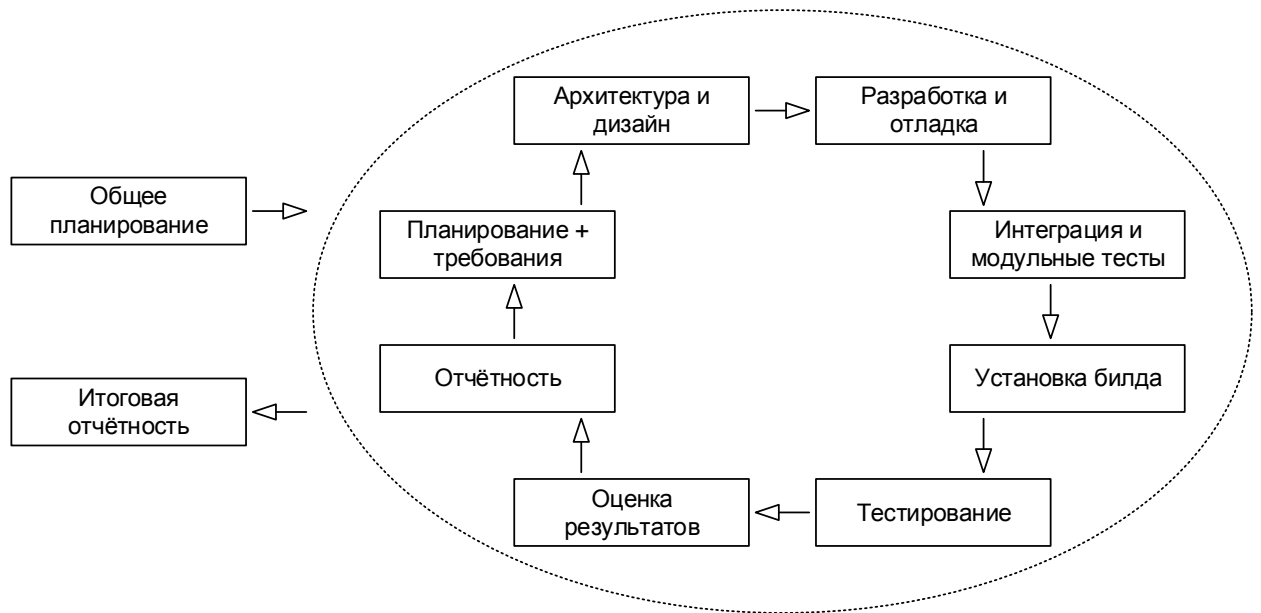 Архитектура и
дизайн
Разработка и
отладка
Общее
планирование
Планирование +
требования
Интеграция и
модульные тесты
Отчётность
Установка билда
Итоговая
отчётность
Оценка
результатов
Тестирование